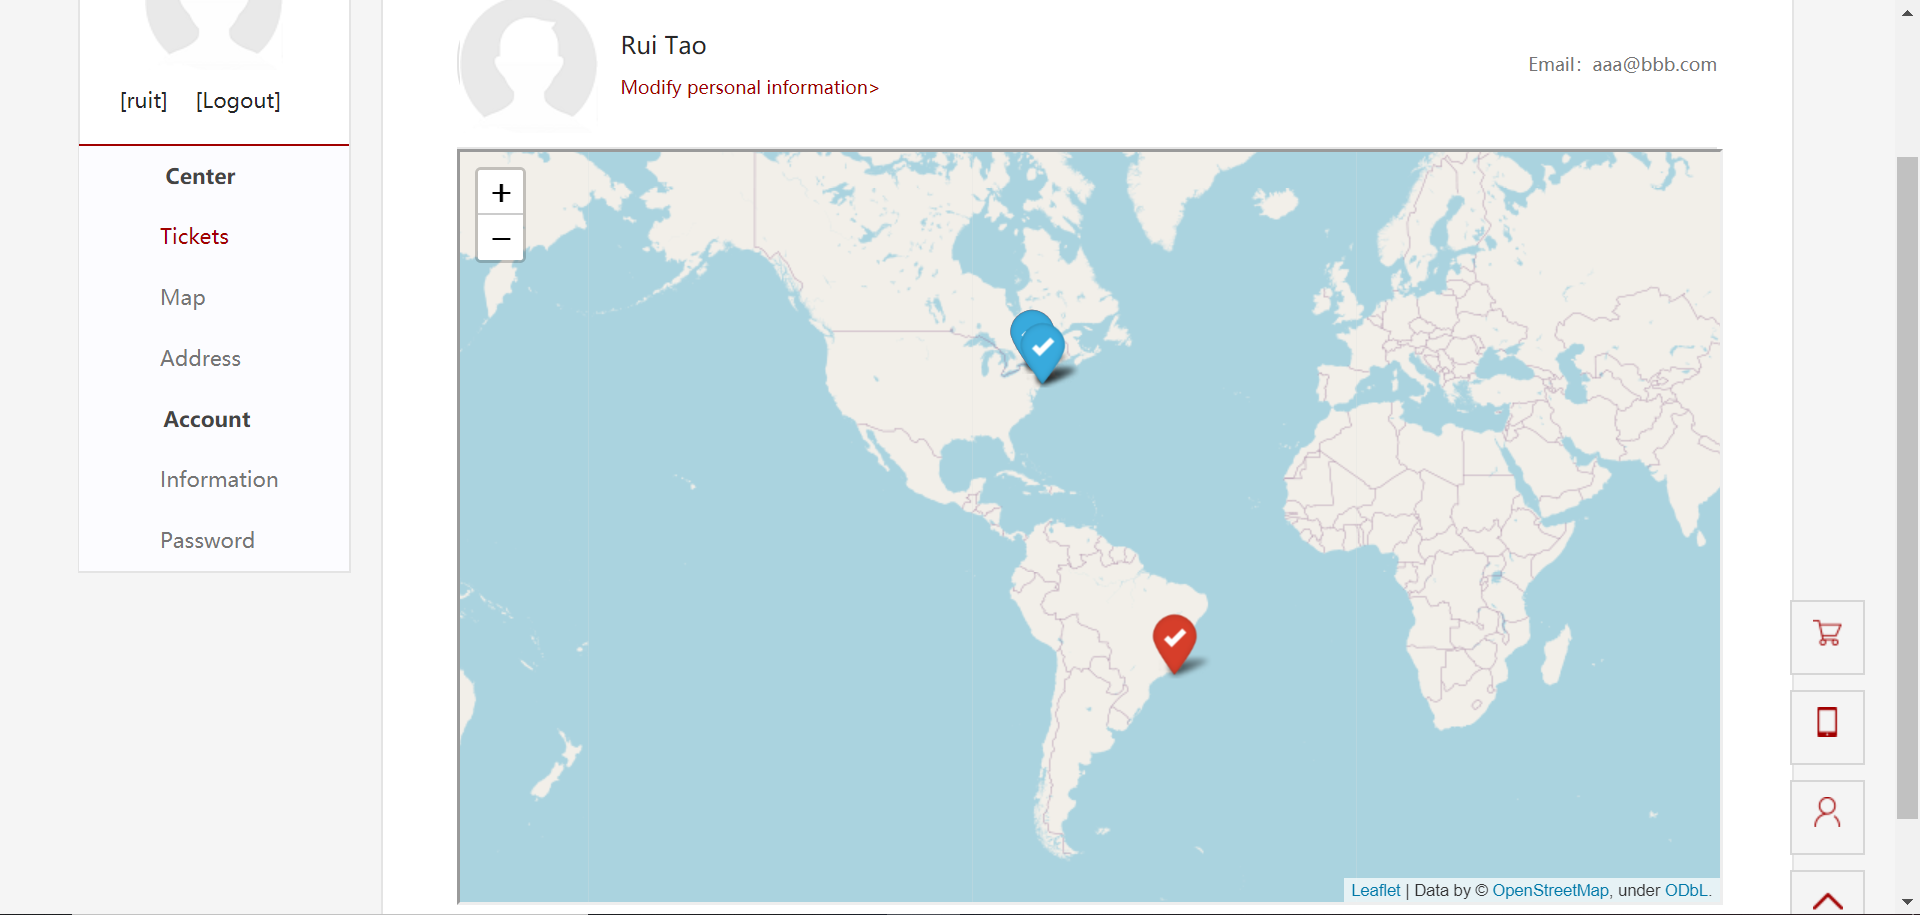 [ruit] [Logout]
Center
Tickets
Map
Address
Account
Information
Password
Rui Tao
Modify personal information>
Email：aaa@bbb.com
+
−
Leaflet | Data by © OpenStreetMap, under ODbL.